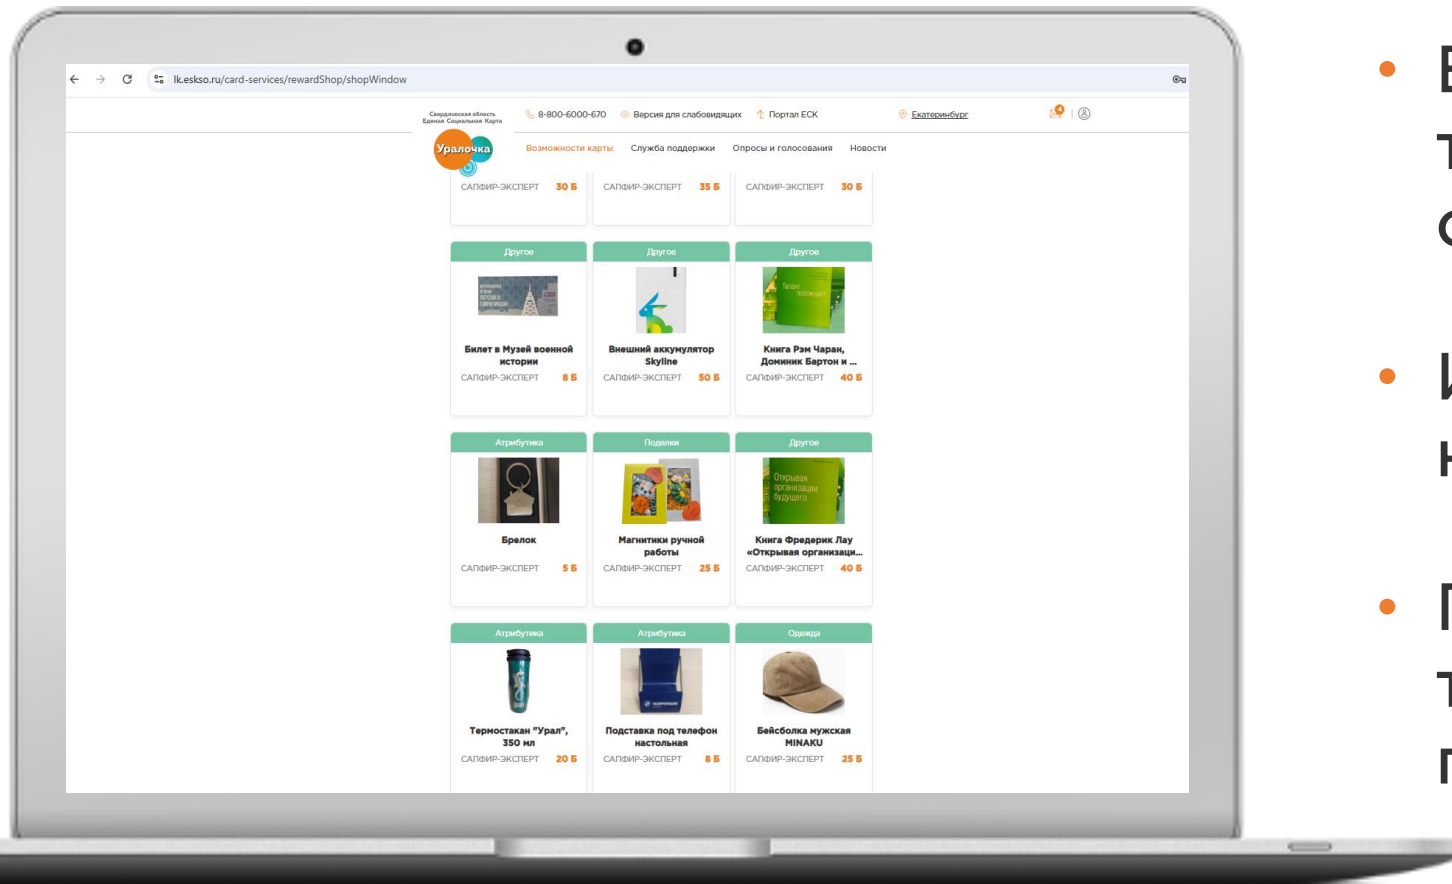 lk.eskso.ru/card-services/rewardShop/shopWindow
Свердловская область
Единая Социальная Карта
8-800-6000-670
Версия для слабовидящих
Портал ЕСК
Екатеринбург
4
Уралочка
Возможности карты
Служба поддержки
Опросы и голосования
Новости
САПФИР-ЭКСПЕРТ 30 Б
САПФИР-ЭКСПЕРТ 35 Б
САПФИР-ЭКСПЕРТ 30 Б
Другое
Билет в Музей военной
истории
САПФИР-ЭКСПЕРТ 8 Б
Другое
Внешний аккумулятор
Skyline
САПФИР-ЭКСПЕРТ 50 Б
Другое
Талант
побеждает
Книга Рэм Чаран,
Доминик Бартон и ...
САПФИР-ЭКСПЕРТ 40 Б
Атрибутика
Брелок
САПФИР-ЭКСПЕРТ 5 Б
Поделки
Магнитики ручной
работы
САПФИР-ЭКСПЕРТ 25 Б
Другое
Открывая
организации
будущего
Книга Фредерик Лау
«Открывая организаци...
САПФИР-ЭКСПЕРТ 40 Б
Атрибутика
Термостакан "Урал",
350 мл
САПФИР-ЭКСПЕРТ 20 Б
Атрибутика
Подставка под телефон
настольная
САПФИР-ЭКСПЕРТ 8 Б
Одежда
Бейсболка мужская
MINAKU
САПФИР-ЭКСПЕРТ 25 Б